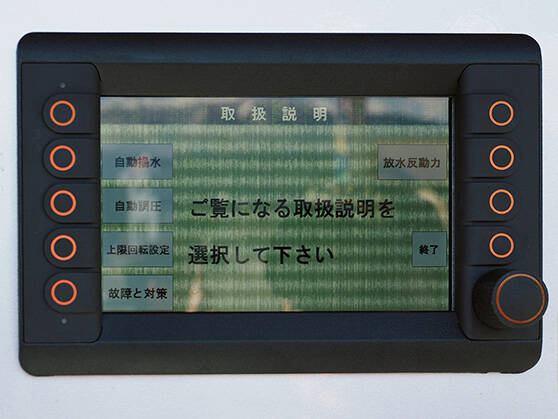 取扱説明
自動揚水
放水反動力
自動調圧
ご覧になる取扱説明を
上限回転設定
選択して下さい
終了
故障と対策